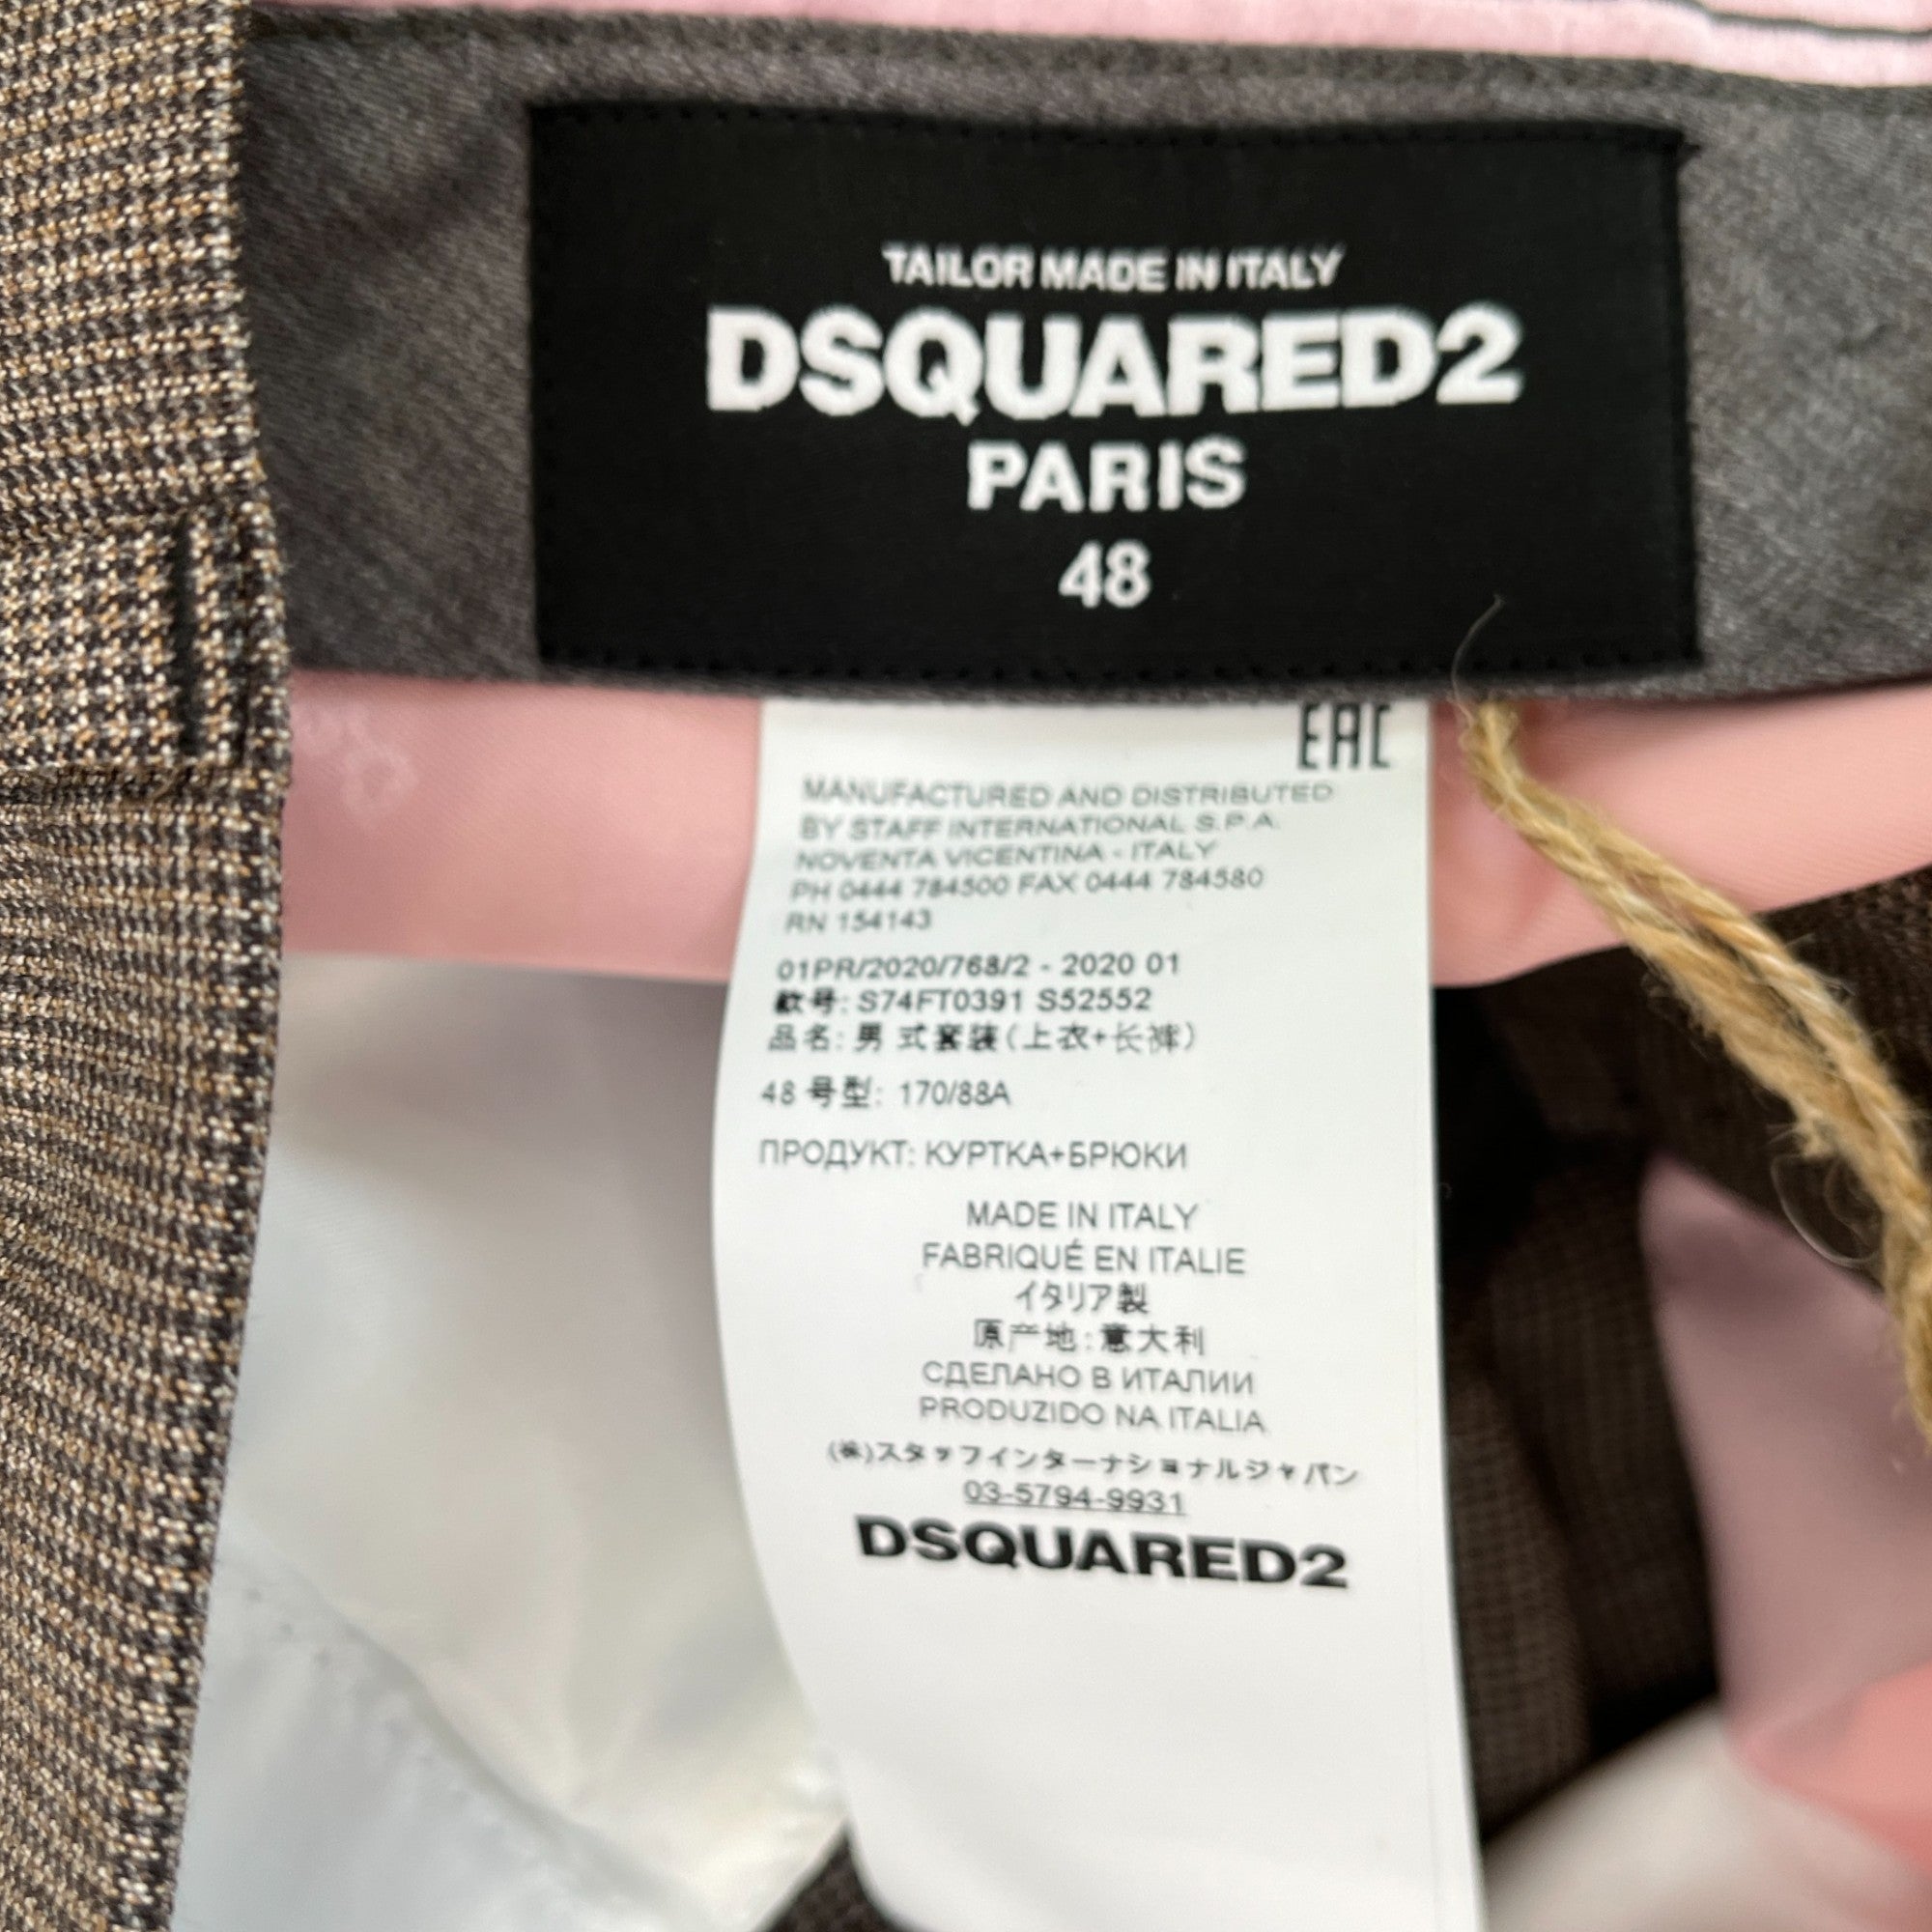 TAILOR MADE IN ITALY
DSQUARED2
PARIS
48
EAC
MANUFACTURED AND DISTRIBUTED
BY STAFF INTERNATIONAL S.P.A.
NOVENTA VICENTINA - ITALY
PH 0444 784500 FAX 0444 784580
RN 154143
01PR/2020/768/2 - 2020 01
款号: S74FT0391 S52552
品名: 男式套装(上衣+长裤)
48 号型: 170/88A
ПРОДУКТ: КУРТКА+БРЮКИ
MADE IN ITALY
FABRIQUÉ EN ITALIE
イタリア製
原产地:意大利
СДЕЛАНО В ИТАЛИИ
PRODUZIDO NA ITALIA
(株)スタッフインターナショナルジャパン
03-5794-9931
DSQUARED2